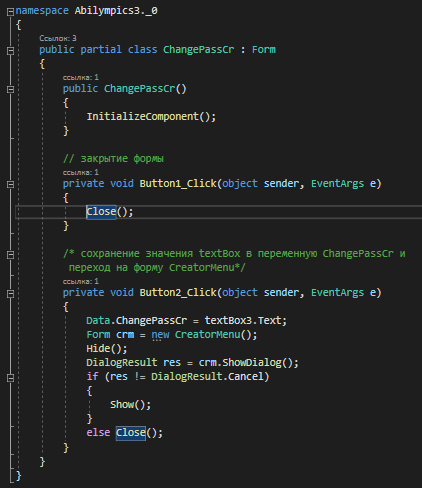 namespace Abilympics3._0
{
Ссылок: 3
public partial class ChangePassCr : Form
{
ссылка: 1
public ChangePassCr()
{
InitializeComponent();
}
// закрытие формы
ссылка: 1
private void Button1_Click(object sender, EventArgs e)
{
Close();
}
/* сохранение значения textBox в переменную ChangePassCr и
переход на форму CreatorMenu*/
ссылка: 1
private void Button2_Click(object sender, EventArgs e)
{
Data.ChangePassCr = textBox3.Text;
Form crm = new CreatorMenu();
Hide();
DialogResult res = crm.ShowDialog();
if (res != DialogResult.Cancel)
{
Show();
}
else Close();
}
}
}